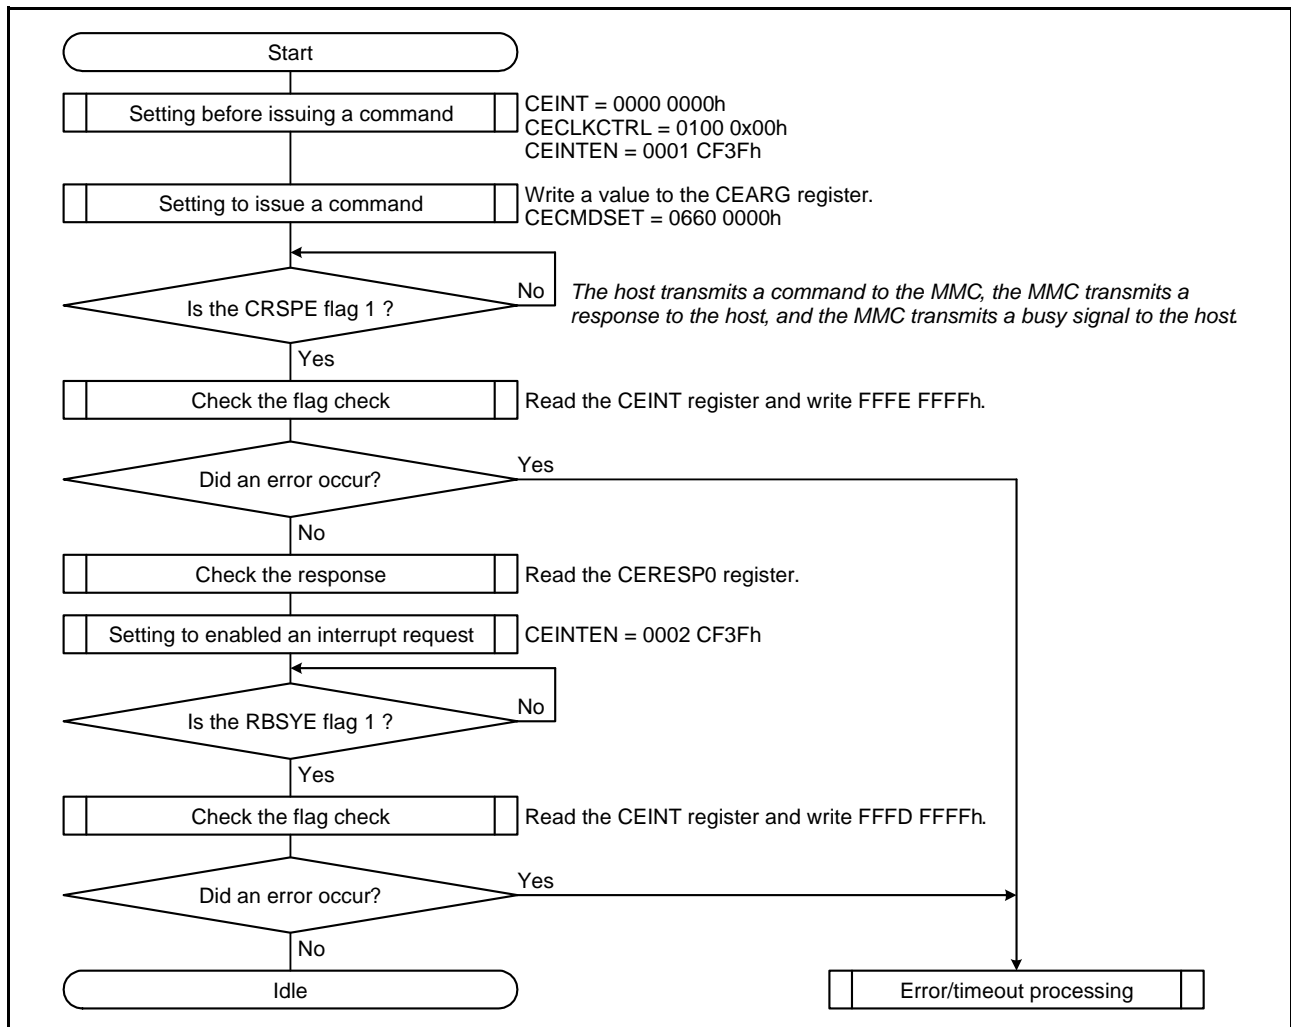 Start
Setting before issuing a command
CEINT = 0000 0000h
CECLKCTRL = 0100 0x00h
CEINTEN = 0001 CF3Fh
Setting to issue a command
Write a value to the CEARG register.
CECMDSET = 0660 0000h
Is the CRSPE flag 1 ?
No
The host transmits a command to the MMC, the MMC transmits a
response to the host, and the MMC transmits a busy signal to the host.
Yes
Check the flag check
Read the CEINT register and write FFFE FFFFh.
Did an error occur?
Yes
No
Check the response
Read the CERESP0 register.
Setting to enabled an interrupt request
CEINTEN = 0002 CF3Fh
Is the RBSYE flag 1 ?
No
Yes
Check the flag check
Read the CEINT register and write FFFD FFFFh.
Did an error occur?
Yes
No
Idle
Error/timeout processing